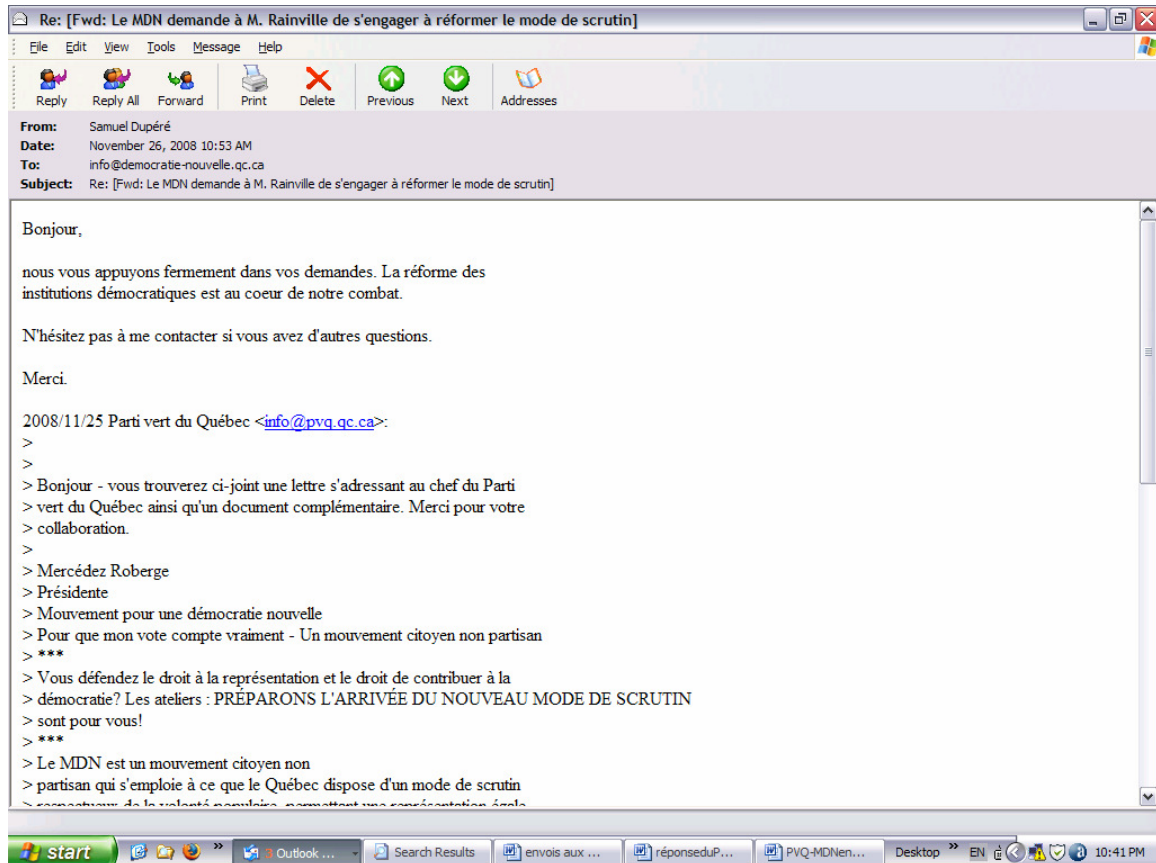 Re: [Fwd: Le MDN demande à M. Rainville de s'engager à réformer le mode de scrutin]
File Edit View Tools Message Help
Reply Reply All Forward Print Delete Previous Next Addresses
From: Samuel Dupéré
Date: November 26, 2008 10:53 AM
To: info@democratie-nouvelle.qc.ca
Subject: Re: [Fwd: Le MDN demande à M. Rainville de s'engager à réformer le mode de scrutin]
Bonjour,
nous vous appuyons fermement dans vos demandes. La réforme des
institutions démocratiques est au coeur de notre combat.
N'hésitez pas à me contacter si vous avez d'autres questions.
Merci.
2008/11/25 Parti vert du Québec <info@pvq.qc.ca>:
>
>
> Bonjour - vous trouverez ci-joint une lettre s'adressant au chef du Parti
> vert du Québec ainsi qu'un document complémentaire. Merci pour votre
> collaboration.
>
> Mercédez Roberge
> Présidente
> Mouvement pour une démocratie nouvelle
> Pour que mon vote compte vraiment - Un mouvement citoyen non partisan
> ***
> Vous défendez le droit à la représentation et le droit de contribuer à la
> démocratie? Les ateliers : PRÉPARONS L'ARRIVÉE DU NOUVEAU MODE DE SCRUTIN
> sont pour vous!
> ***
> Le MDN est un mouvement citoyen non
> partisan qui s'emploie à ce que le Québec dispose d'un mode de scrutin
> respectueux de la volonté populaire, permettant une représentation égale
start » 3 Outlook ... Search Results envois aux ... réponseduP... PVQ-MDNen... Desktop » EN 10:41 PM